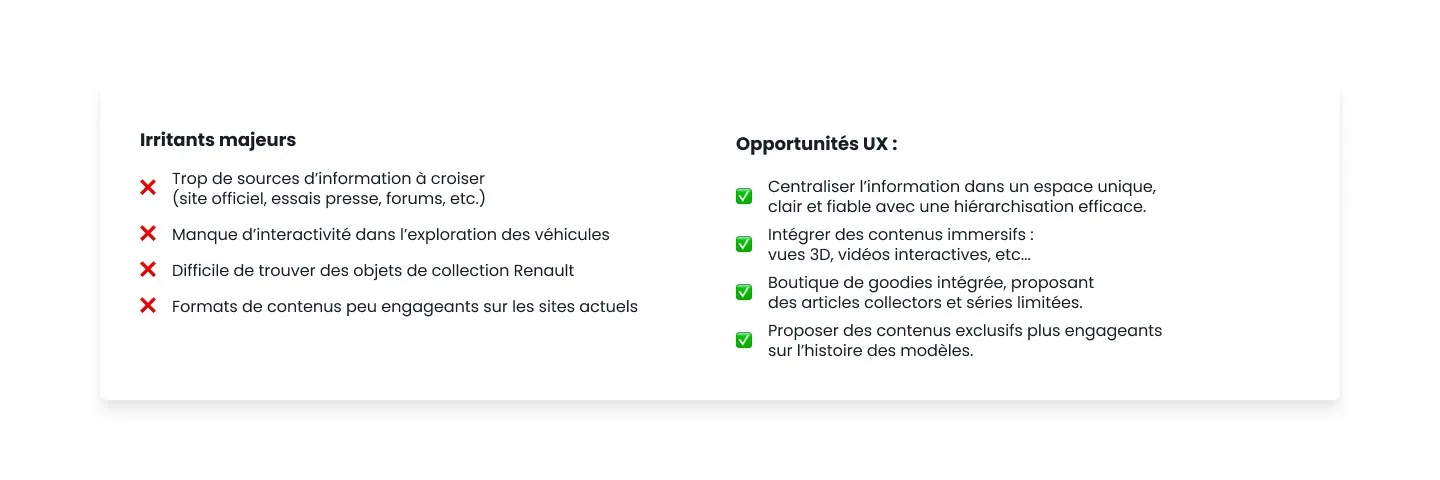 Irritants majeurs
Trop de sources d’information à croiser
(site officiel, essais presse, forums, etc.)
Manque d’interactivité dans l’exploration des véhicules
Difficile de trouver des objets de collection Renault
Formats de contenus peu engageants sur les sites actuels
Opportunités UX :
Centraliser l’information dans un espace unique,
clair et fiable avec une hiérarchisation efficace.
Intégrer des contenus immersifs :
vues 3D, vidéos interactives, etc...
Boutique de goodies intégrée, proposant
des articles collectors et séries limitées.
Proposer des contenus exclusifs plus engageants
sur l’histoire des modèles.